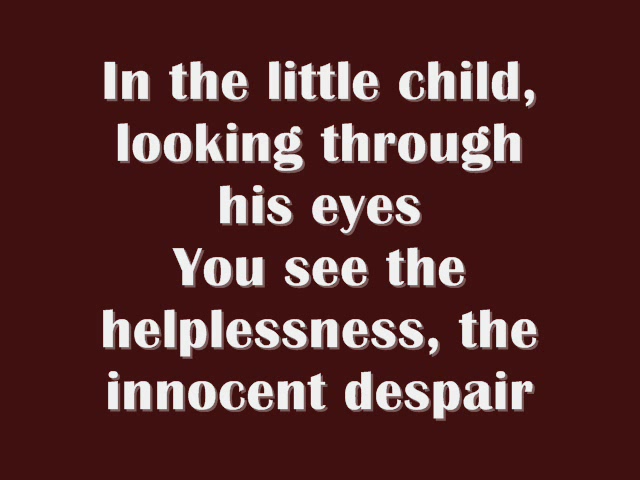 In the little child,
looking through
his eyes
You see the
helplessness, the
innocent despair